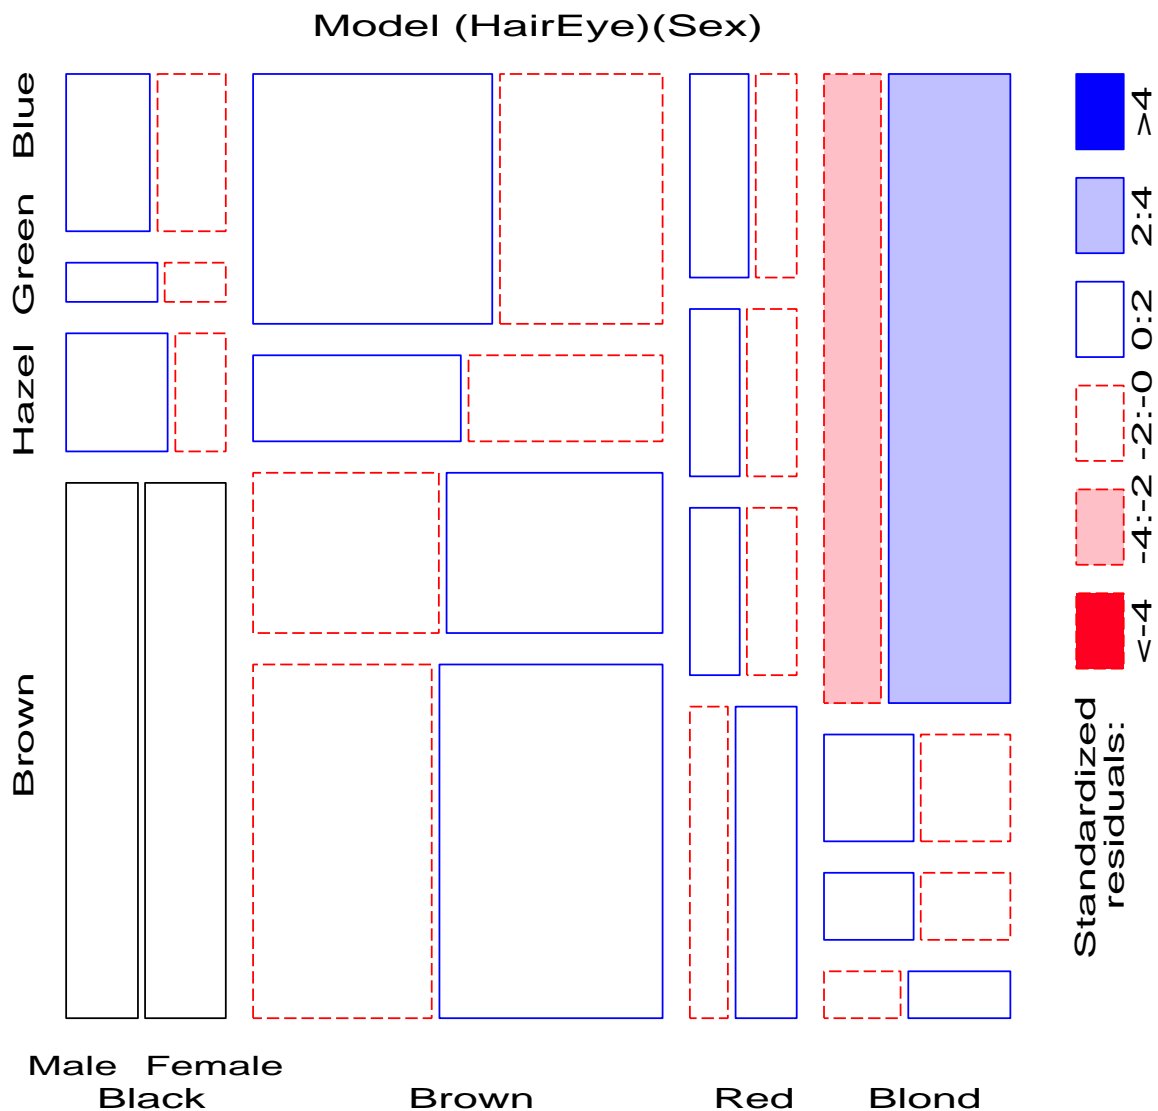 Model (HairEye)(Sex)
Blue
Green
Hazel
Brown
Male Female
Black Brown Red Blond
>4
2:4
0:2
-2:-0
-4:-2
<-4
Standardized
residuals: